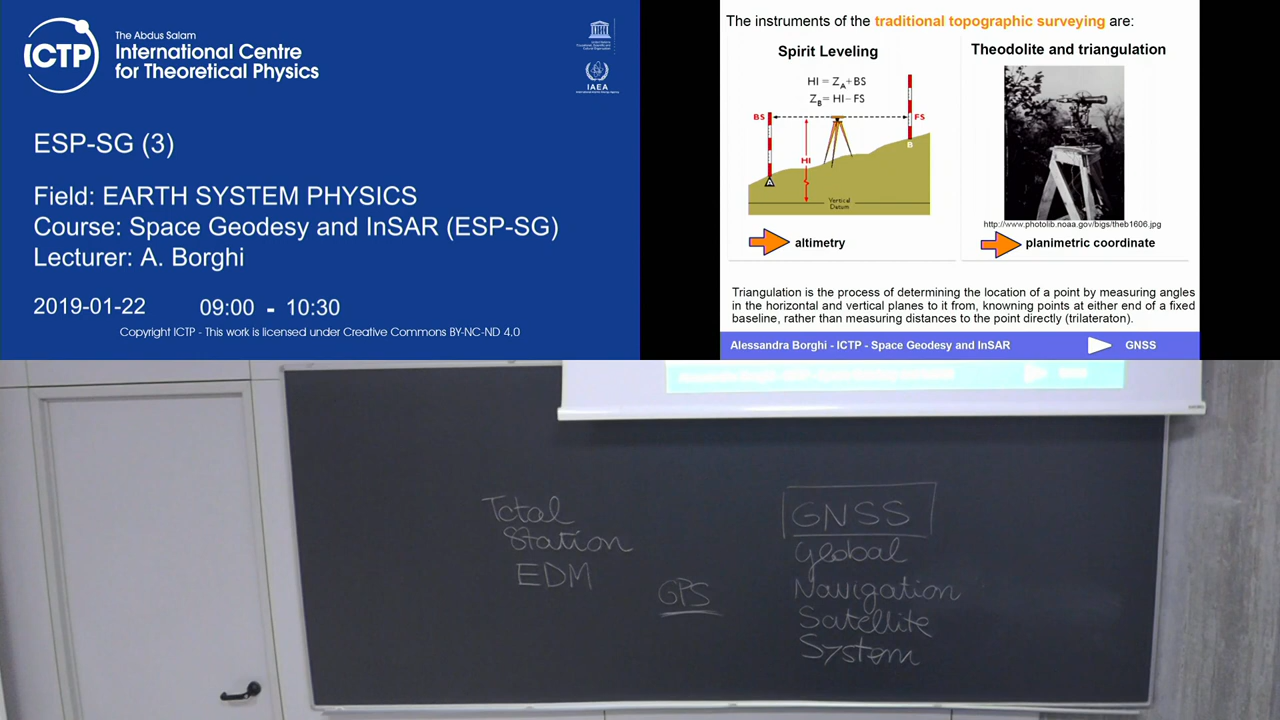 ICTP
The Abdus Salam
International Centre
for Theoretical Physics
IAEA
ESP-SG (3)
Field: EARTH SYSTEM PHYSICS
Course: Space Geodesy and InSAR (ESP-SG)
Lecturer: A. Borghi
2019-01-22 09:00 - 10:30
Copyright ICTP - This work is licensed under Creative Commons BY-NC-ND 4.0
The instruments of the traditional topographic surveying are:
Spirit Leveling
HI = ZA + BS
ZB = HI - FS
BS
FS
B
HI
A
Vertical
Datum
altimetry
Theodolite and triangulation
http://www.photolib.noaa.gov/bigs/theb1606.jpg
planimetric coordinate
Triangulation is the process of determining the location of a point by measuring angles
in the horizontal and vertical planes to it from, knowning points at either end of a fixed
baseline, rather than measuring distances to the point directly (trilateraton).
Alessandra Borghi - ICTP - Space Geodesy and InSAR GNSS
Total
Station
EDM
GPS
GNSS
Global
Navigation
Satellite
System